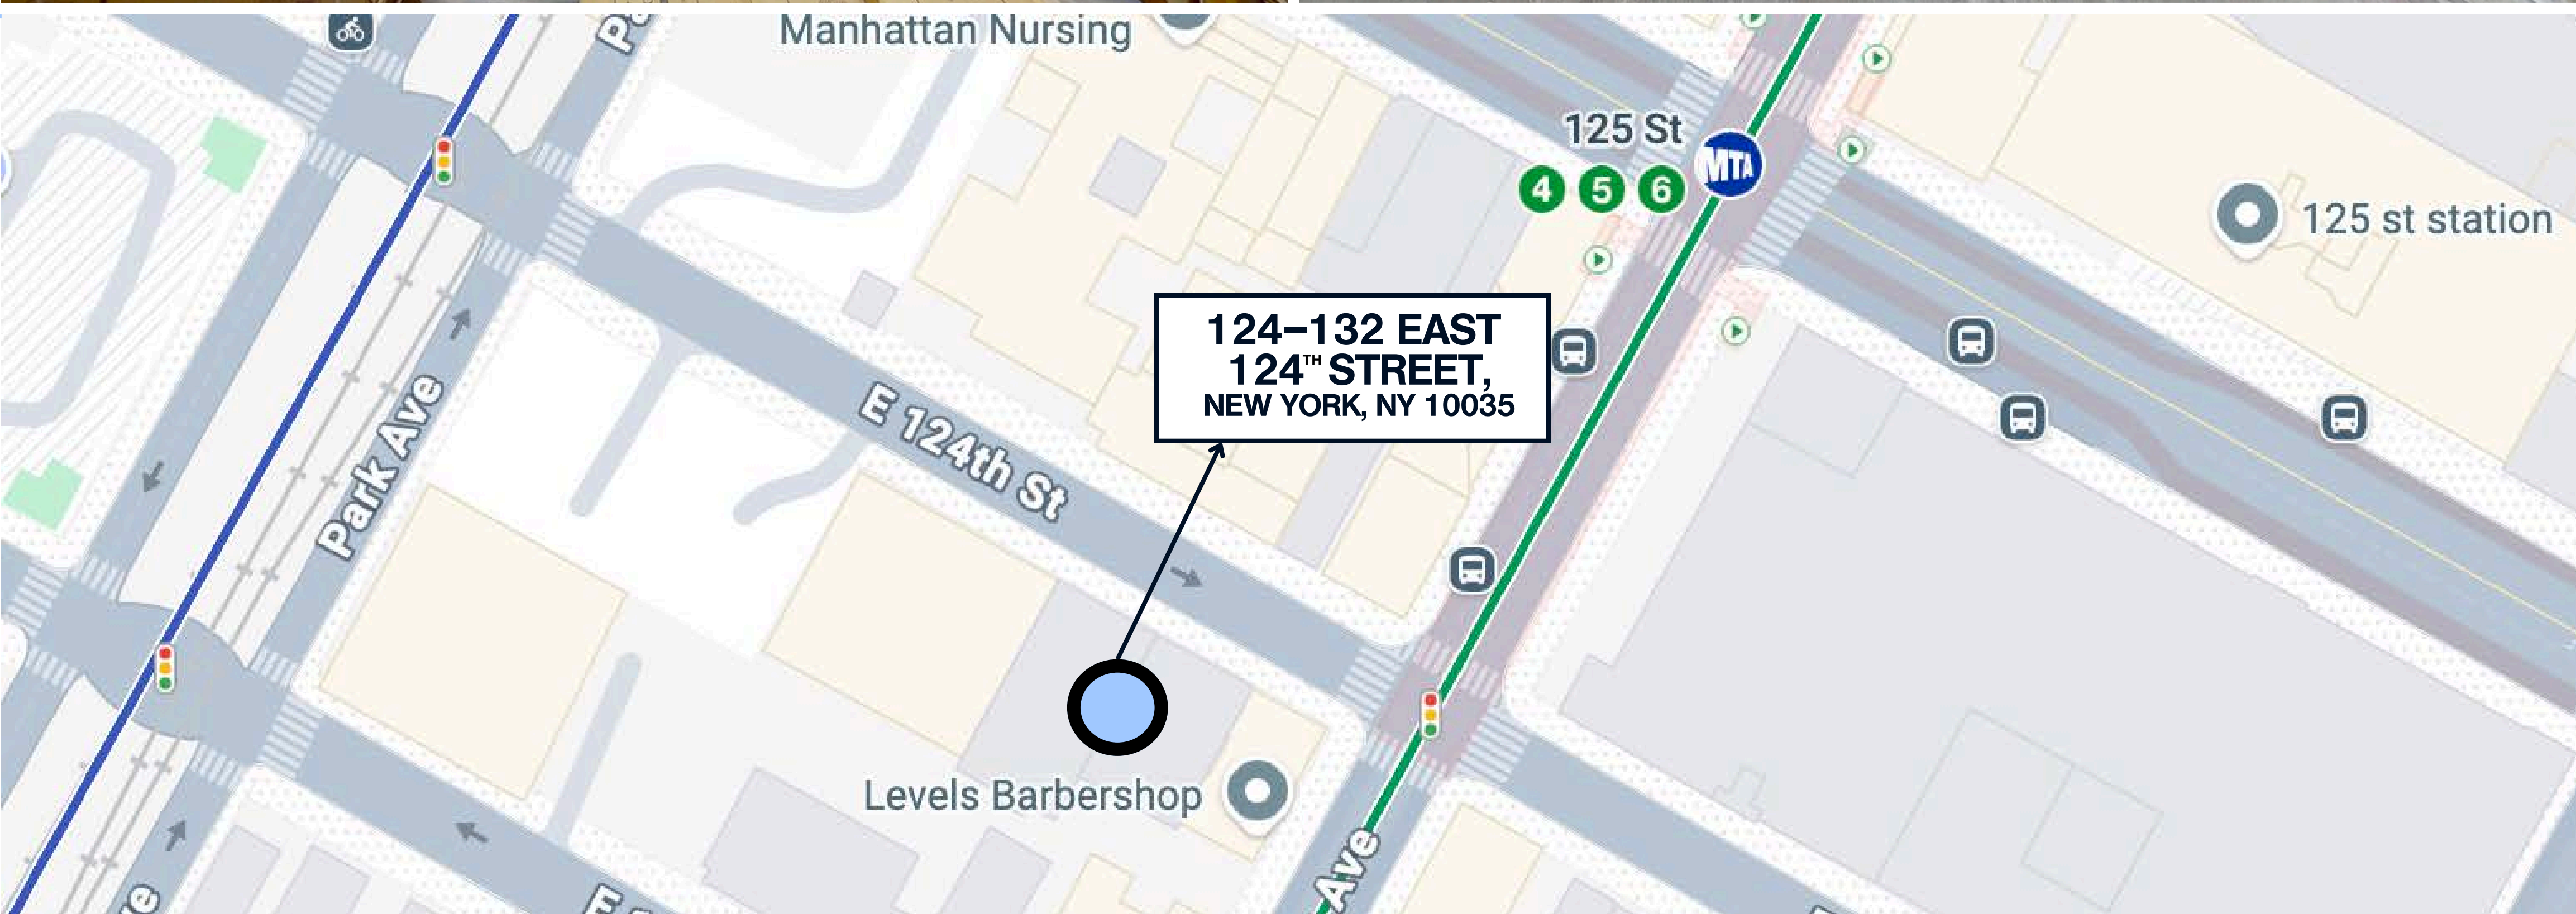 Manhattan Nursing
125 St
4 5 6
MTA
125 st station
124–132 EAST
124TH STREET,
NEW YORK, NY 10035
Park Ave
E 124th St
Levels Barbershop
Ave